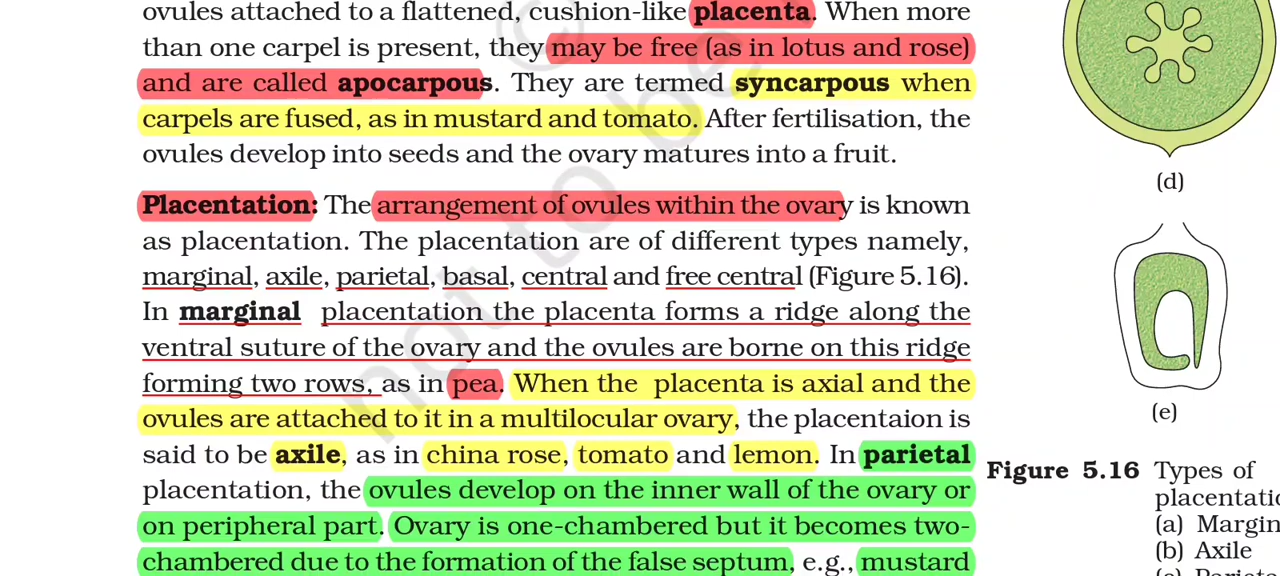 ovules attached to a flattened, cushion-like placenta. When more
than one carpel is present, they may be free (as in lotus and rose)
and are called apocarpous. They are termed syncarpous when
carpels are fused, as in mustard and tomato. After fertilisation, the
ovules develop into seeds and the ovary matures into a fruit.
Placentation: The arrangement of ovules within the ovary is known
as placentation. The placentation are of different types namely,
marginal, axile, parietal, basal, central and free central (Figure 5.16).
In marginal placentation the placenta forms a ridge along the
ventral suture of the ovary and the ovules are borne on this ridge
forming two rows, as in pea. When the placenta is axial and the
ovules are attached to it in a multilocular ovary, the placentaion is
said to be axile, as in china rose, tomato and lemon. In parietal
placentation, the ovules develop on the inner wall of the ovary or
on peripheral part. Ovary is one-chambered but it becomes two-
chambered due to the formation of the false septum, e.g., mustard
(d)
(e)
Figure 5.16 Types of
placentatio
(a) Margin
(b) Axile
not to be
©